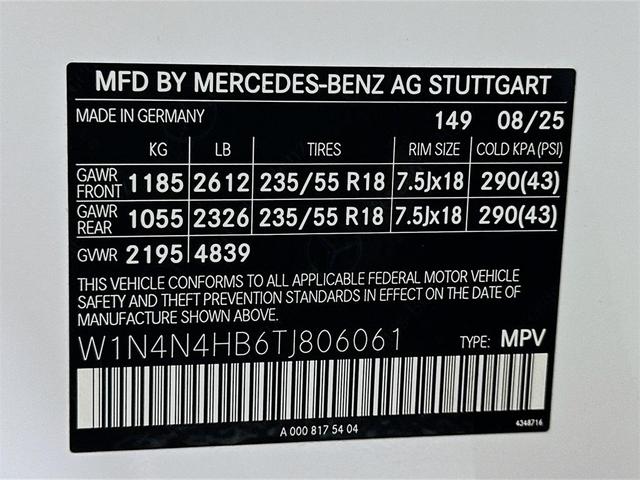 MFD BY MERCEDES-BENZ AG STUTTGART
MADE IN GERMANY 149 08/25
KG LB TIRES RIM SIZE COLD KPA(PSI)
GAWR FRONT 1185 2612 235/55 R18 7.5Jx18 290(43)
GAWR REAR 1055 2326 235/55 R18 7.5Jx18 290(43)
GVWR 2195 4839
THIS VEHICLE CONFORMS TO ALL APPLICABLE FEDERAL MOTOR VEHICLE
SAFETY AND THEFT PREVENTION STANDARDS IN EFFECT ON THE DATE OF
MANUFACTURE SHOWN ABOVE.
W1N4N4HB6TJ806061 TYPE: MPV
A 000 817 54 04 4348716